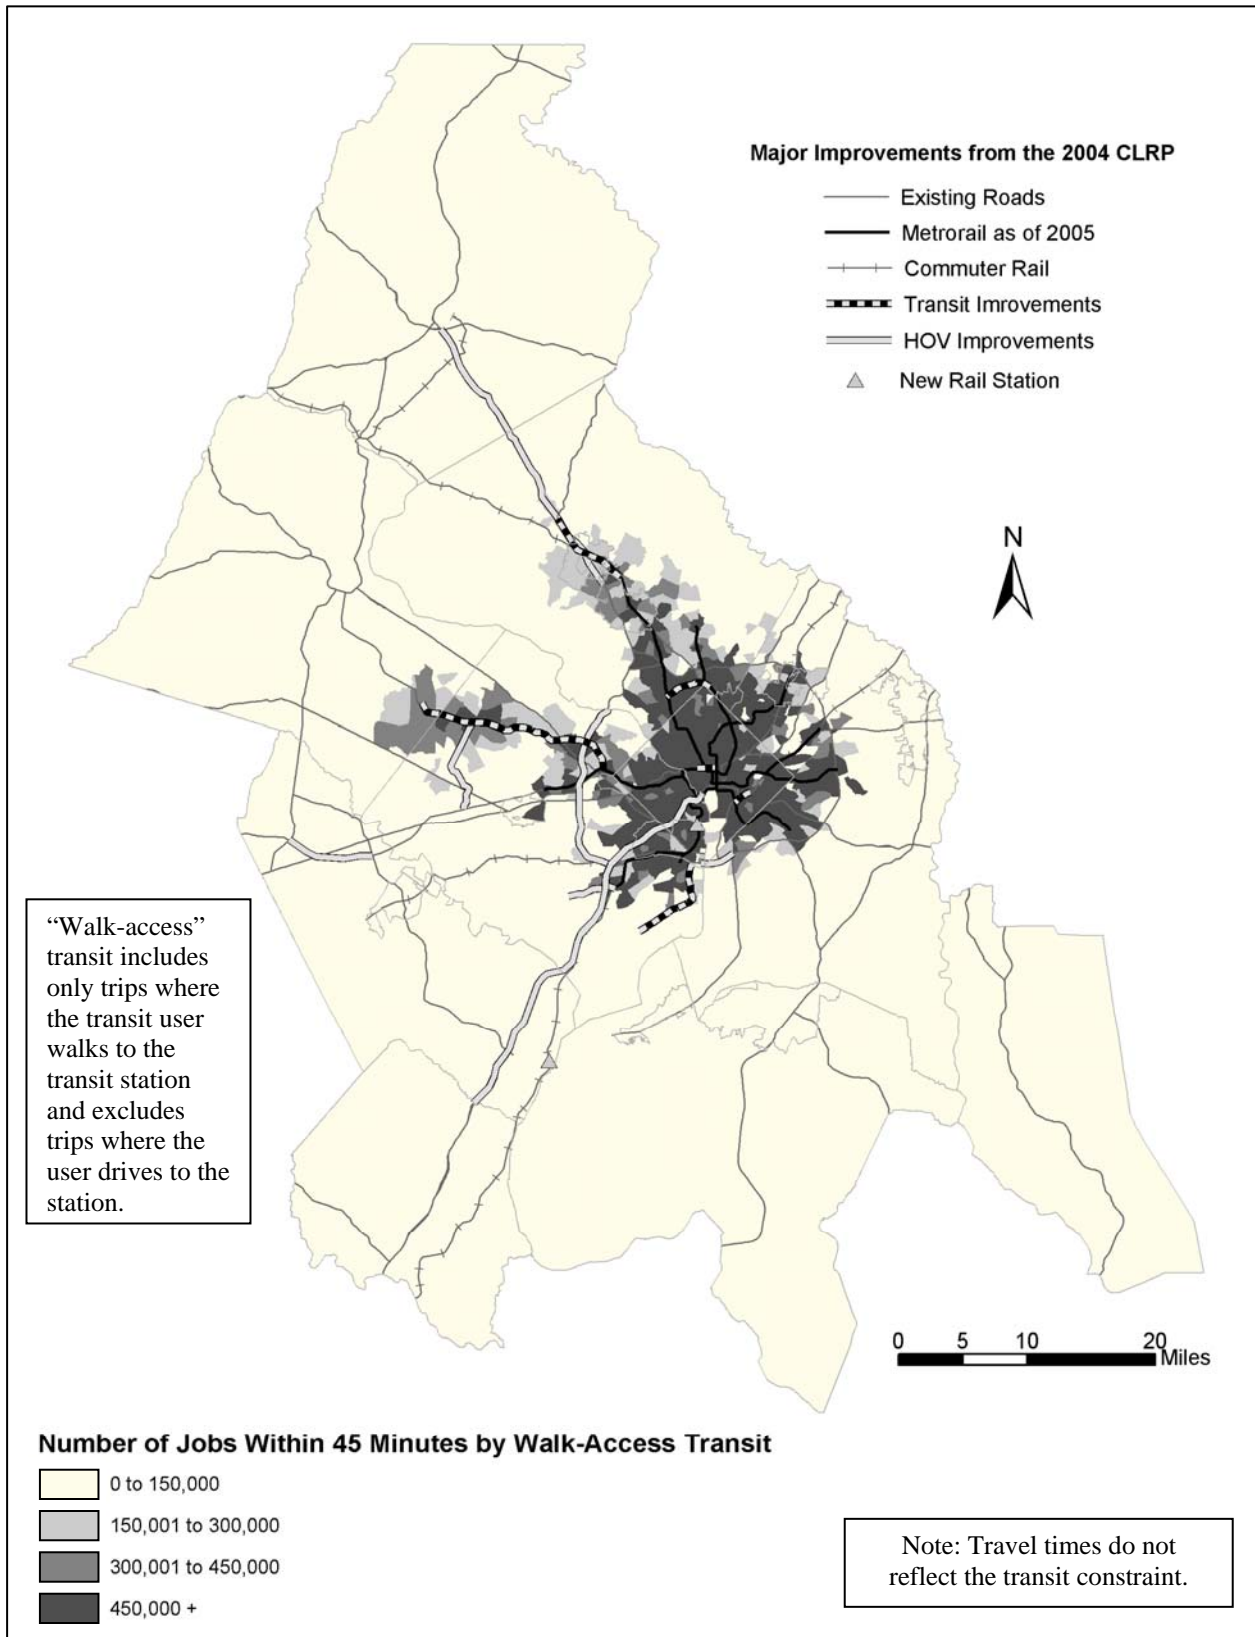 Major Improvements from the 2004 CLRP
Existing Roads
Metrorail as of 2005
Commuter Rail
Transit Imrovements
HOV Improvements
New Rail Station
N
“Walk-access”
transit includes
only trips where
the transit user
walks to the
transit station
and excludes
trips where the
user drives to the
station.
0 5 10 20
Miles
Number of Jobs Within 45 Minutes by Walk-Access Transit
0 to 150,000
150,001 to 300,000
300,001 to 450,000
450,000 +
Note: Travel times do not
reflect the transit constraint.